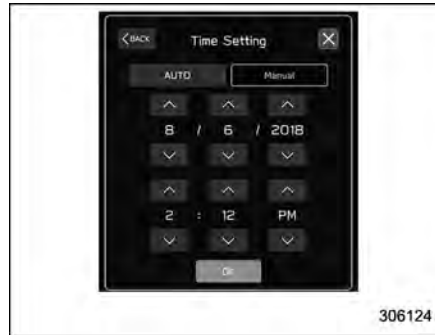 BACK Time Setting X
AUTO Manual
8 / 6 / 2018
2 : 12 PM
OK
306124